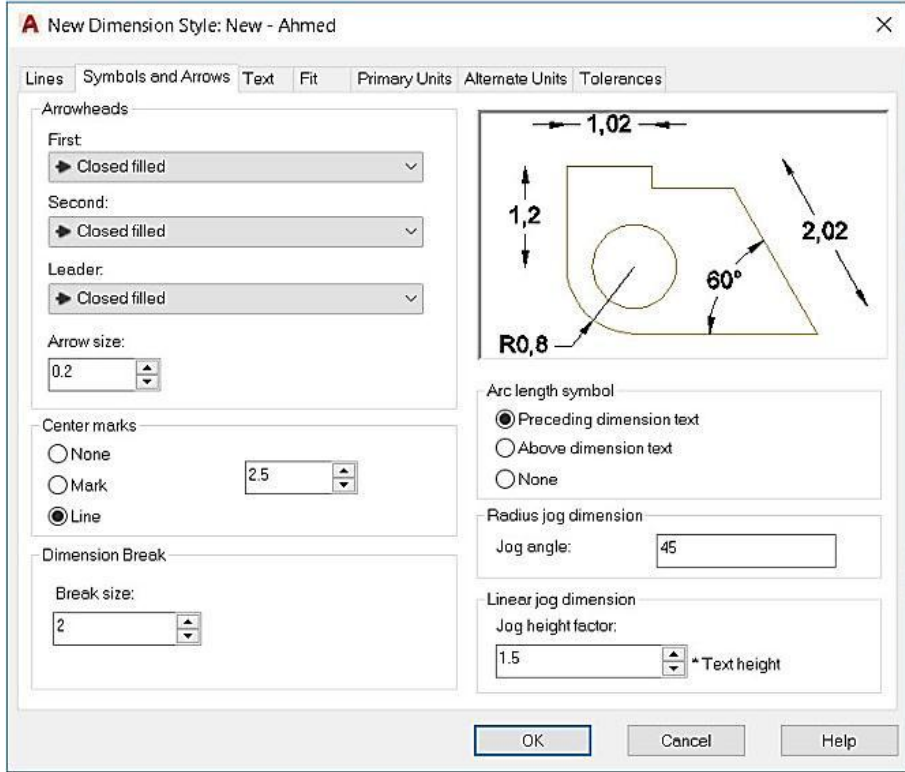 A New Dimension Style: New - Ahmed
Lines Symbols and Arrows Text Fit Primary Units Alternate Units Tolerances
Arrowheads
First:
Closed filled
Second:
Closed filled
Leader:
Closed filled
Arrow size:
0.2
Center marks
None
Mark
Line
2.5
Dimension Break
Break size:
2
1,02
1,2
2,02
60°
R0,8
Arc length symbol
Preceding dimension text
Above dimension text
None
Radius jog dimension
Jog angle:
45
Linear jog dimension
Jog height factor:
1.5
* Text height
OK Cancel Help